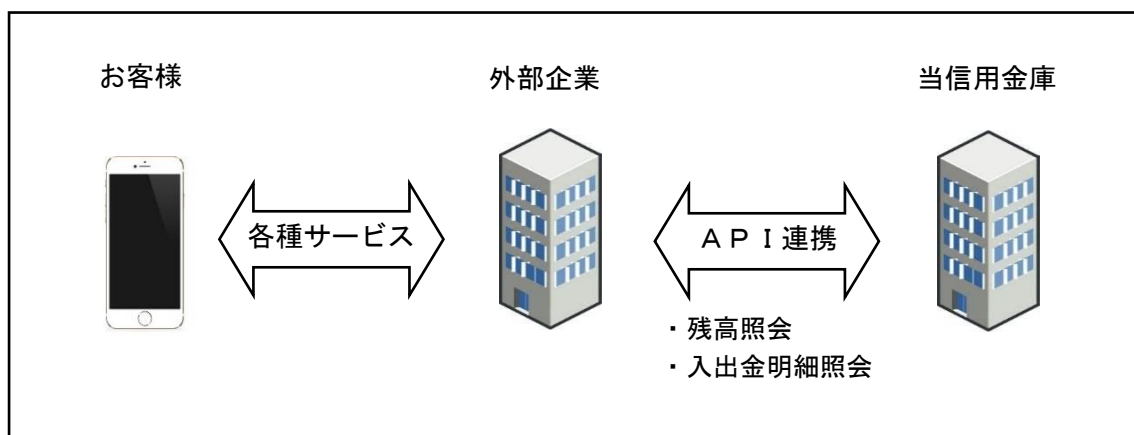 お客様
外部企業
当信用金庫
各種サービス
ＡＰＩ連携
・残高照会
・入出金明細照会